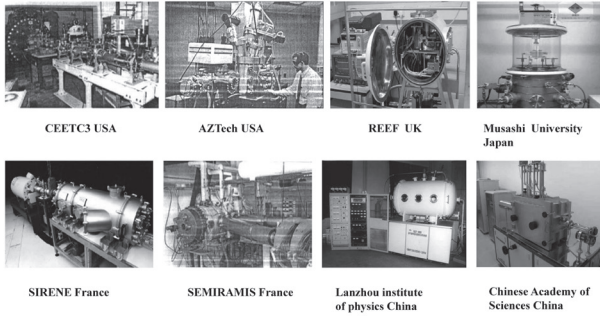 CEETC3 USA
AZTech USA
REEF UK
Musashi University
Japan
SIRENE France
SEMIRAMIS France
Lanzhou institute
of physics China
Chinese Academy of
Sciences China